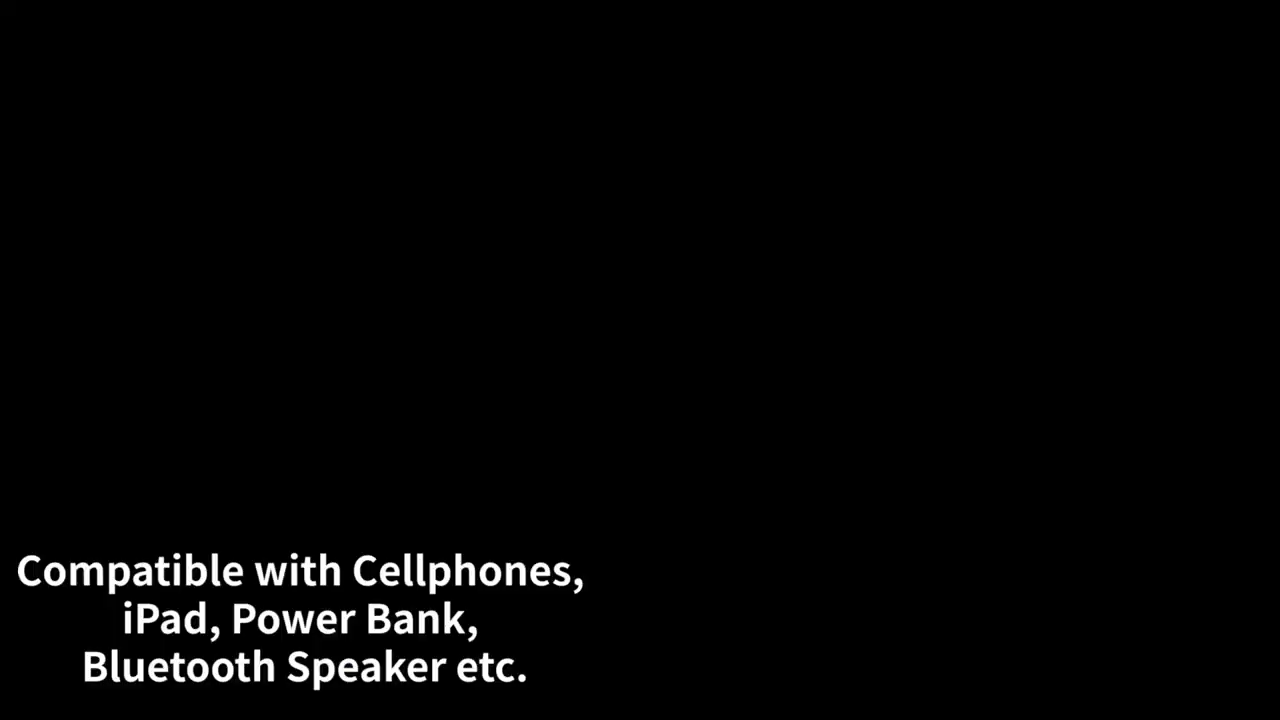 Compatible with Cellphones,
iPad, Power Bank,
Bluetooth Speaker etc.